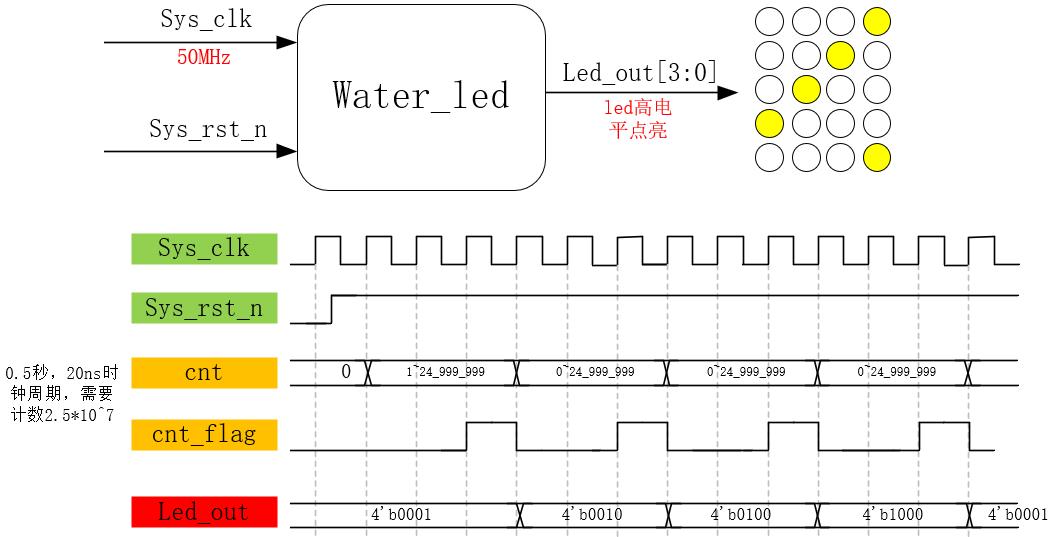 Sys_clk
50MHz
Sys_rst_n
Water_led
Led_out[3:0]
led高电
平点亮
Sys_clk
Sys_rst_n
0.5秒，20ns时
钟周期，需要
计数2.5*10^7
cnt
0
1~24_999_999
0~24_999_999
0~24_999_999
0~24_999_999
cnt_flag
Led_out
4'b0001
4'b0010
4'b0100
4'b1000
4'b0001